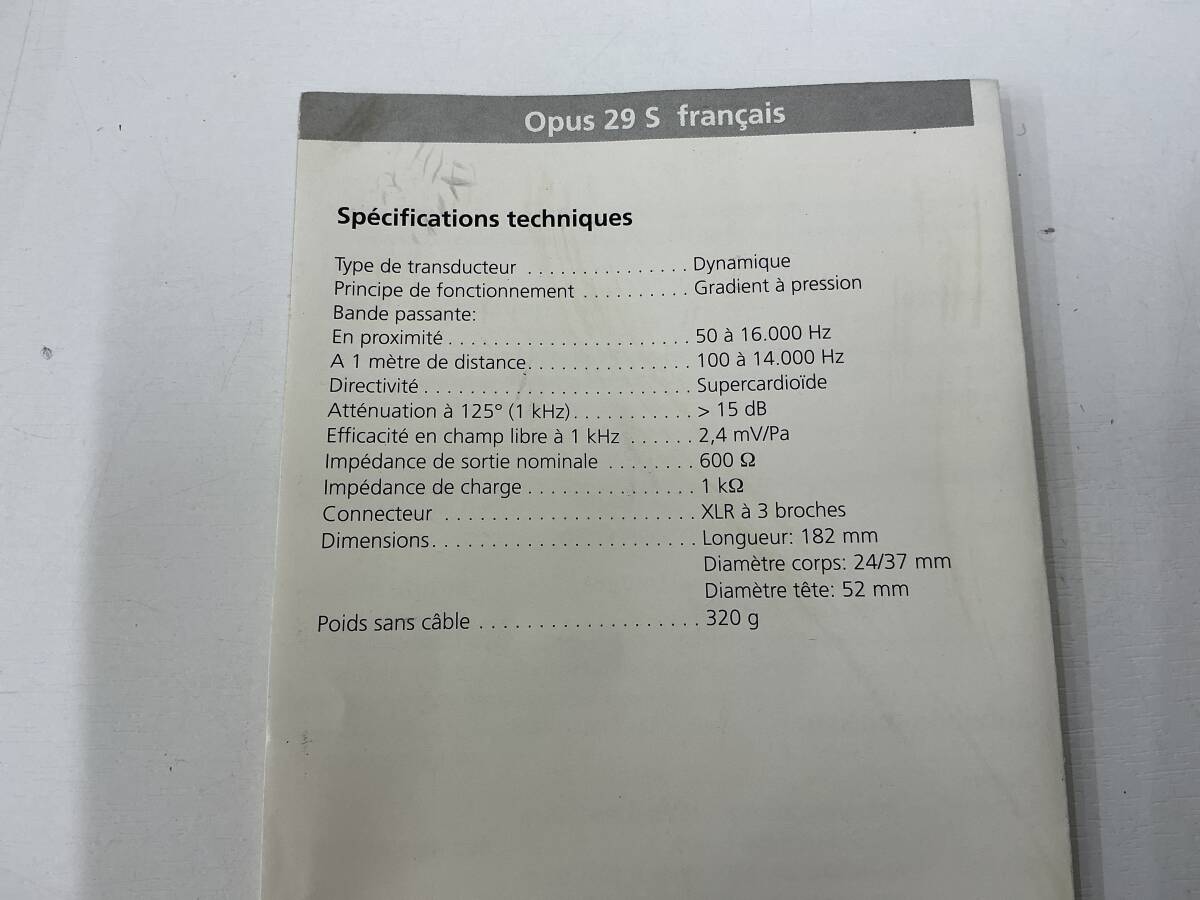 Opus 29 S français
Spécifications techniques
Type de transducteur . . . . . . . . . . . . . . . Dynamique
Principe de fonctionnement . . . . . . . . . . Gradient à pression
Bande passante:
En proximité . . . . . . . . . . . . . . . . . . . . . . 50 à 16.000 Hz
A 1 mètre de distance. . . . . . . . . . . . . . . 100 à 14.000 Hz
Directivité . . . . . . . . . . . . . . . . . . . . . . . . Supercardioïde
Atténuation à 125° (1 kHz). . . . . . . . . . . > 15 dB
Efficacité en champ libre à 1 kHz . . . . . . 2,4 mV/Pa
Impédance de sortie nominale . . . . . . . . 600 Ω
Impédance de charge . . . . . . . . . . . . . . . 1 kΩ
Connecteur . . . . . . . . . . . . . . . . . . . . . . . XLR à 3 broches
Dimensions. . . . . . . . . . . . . . . . . . . . . . . . Longueur: 182 mm
Diamètre corps: 24/37 mm
Diamètre tête: 52 mm
Poids sans câble . . . . . . . . . . . . . . . . . . . . 320 g